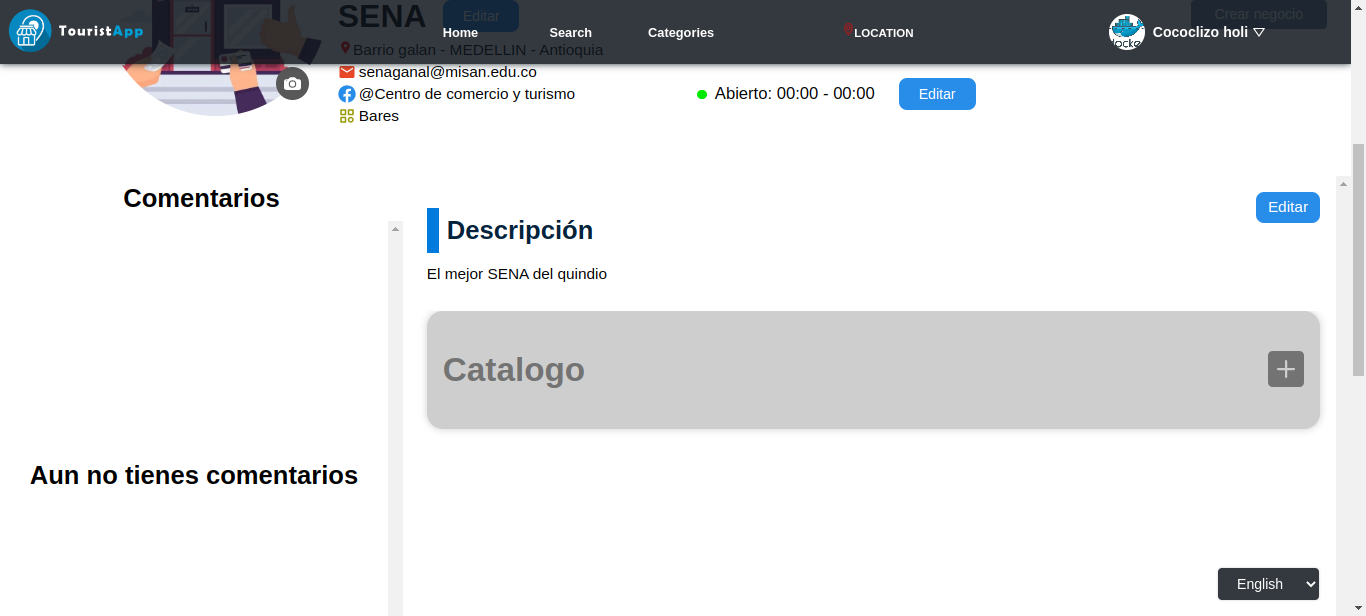 TouristApp
SENA
Editar
Home
Search
Categories
LOCATION
Crear negocio
Cococlizo holi
Barrio galan - MEDELLIN - Antioquia
senaganal@misan.edu.co
@Centro de comercio y turismo
Bares
Abierto: 00:00 - 00:00
Editar
Comentarios
Aun no tienes comentarios
Editar
Descripción
El mejor SENA del quindio
Catalogo
English